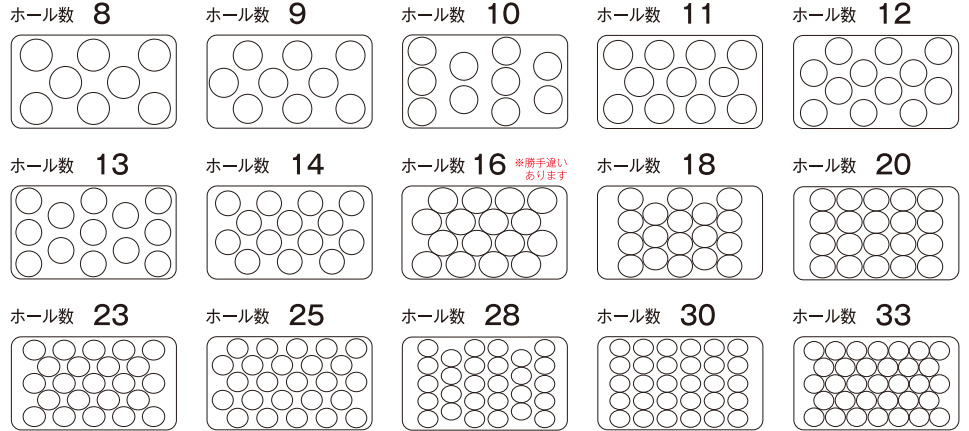 ホール数 8
ホール数 9
ホール数 10
ホール数 11
ホール数 12
ホール数 13
ホール数 14
ホール数 16 ※勝手違い
あります
ホール数 18
ホール数 20
ホール数 23
ホール数 25
ホール数 28
ホール数 30
ホール数 33